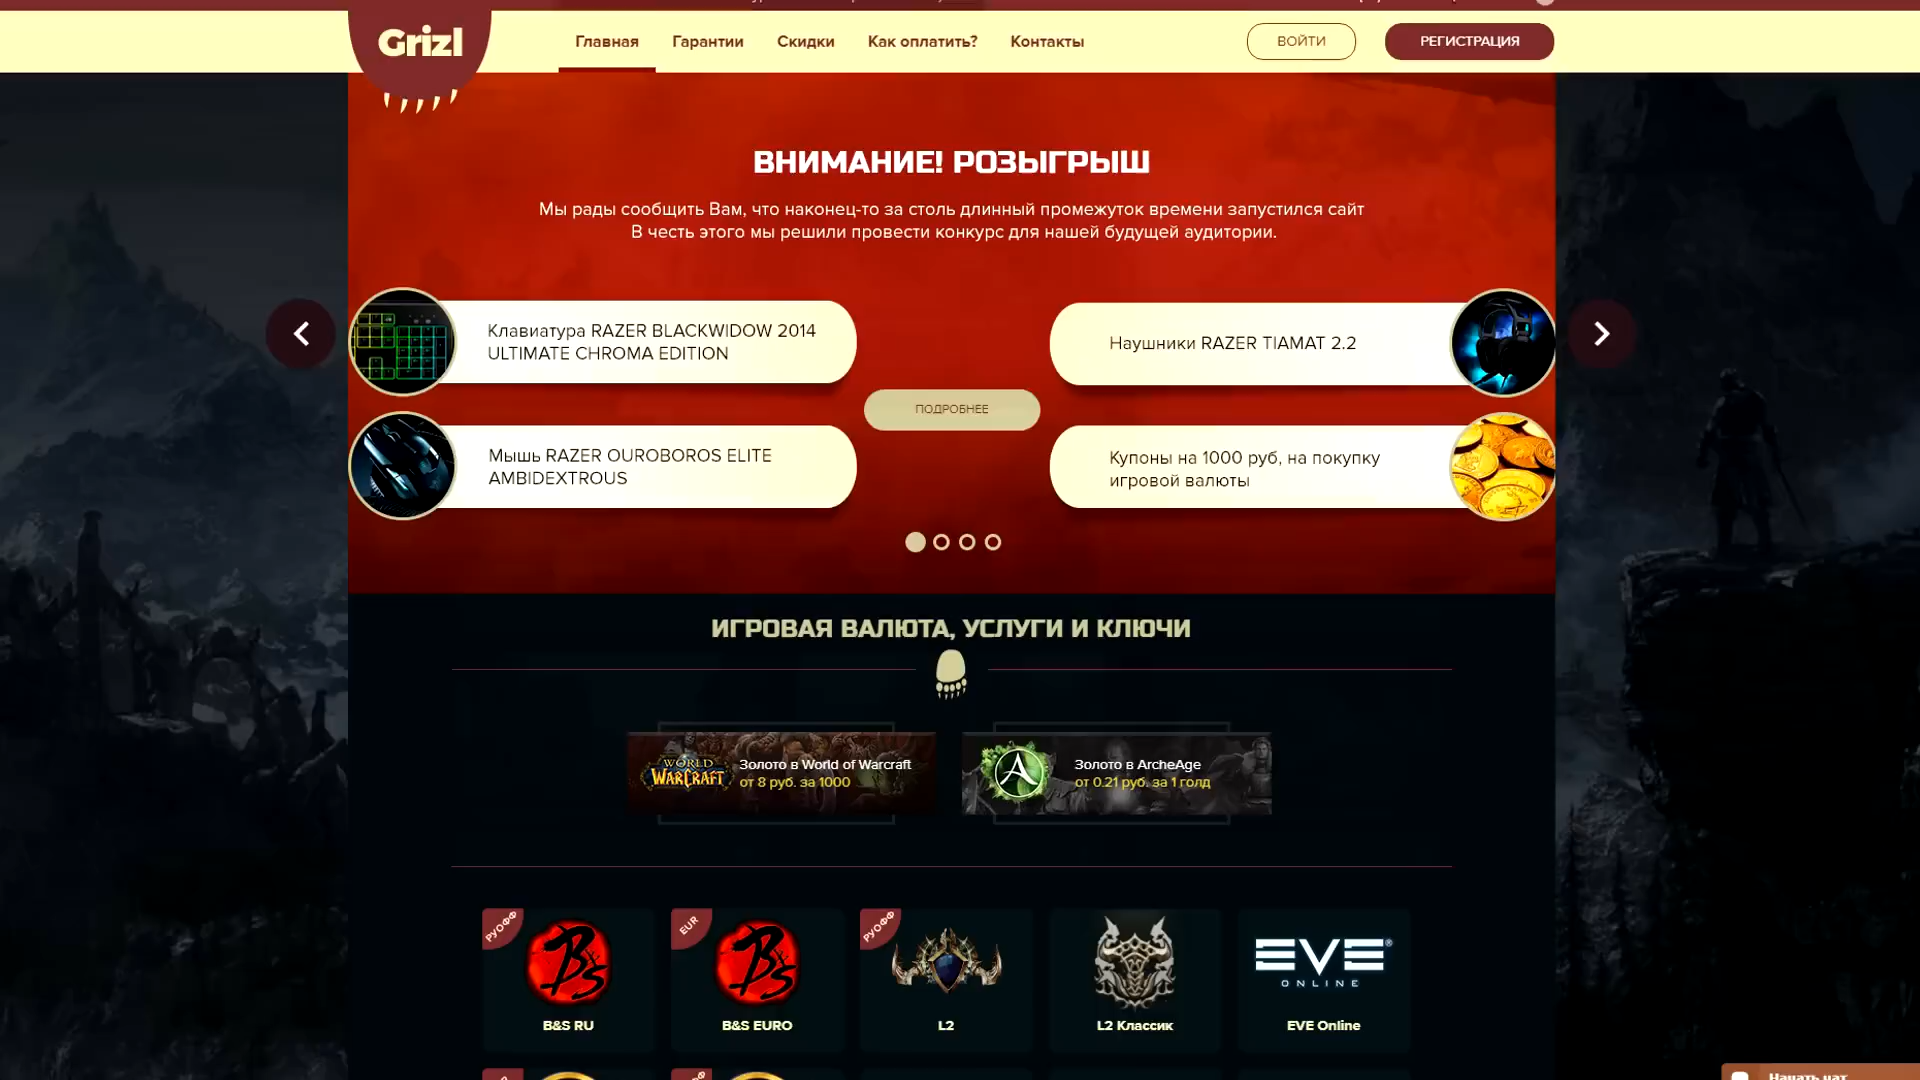 Grizl
Главная
Гарантии
Скидки
Как оплатить?
Контакты
ВОЙТИ
РЕГИСТРАЦИЯ
ВНИМАНИЕ! РОЗЫГРЫШ
Мы рады сообщить Вам, что наконец-то за столь длинный промежуток времени запустился сайт
В честь этого мы решили провести конкурс для нашей будущей аудитории.
Клавиатура RAZER BLACKWIDOW 2014
ULTIMATE CHROMA EDITION
Наушники RAZER TIAMAT 2.2
ПОДРОБНЕЕ
Мышь RAZER OUROBOROS ELITE
AMBIDEXTROUS
Купоны на 1000 руб, на покупку
игровой валюты
ИГРОВАЯ ВАЛЮТА, УСЛУГИ И КЛЮЧИ
WORLD
WARCRAFT
Золото в World of Warcraft
от 8 руб. за 1000
Золото в ArcheAge
от 0.21 руб. за 1 голд
РУОФФ
EUR
РУОФФ
BS
BS
EVE®
ONLINE
B&S RU
B&S EURO
L2
L2 Классик
EVE Online
Начать чат